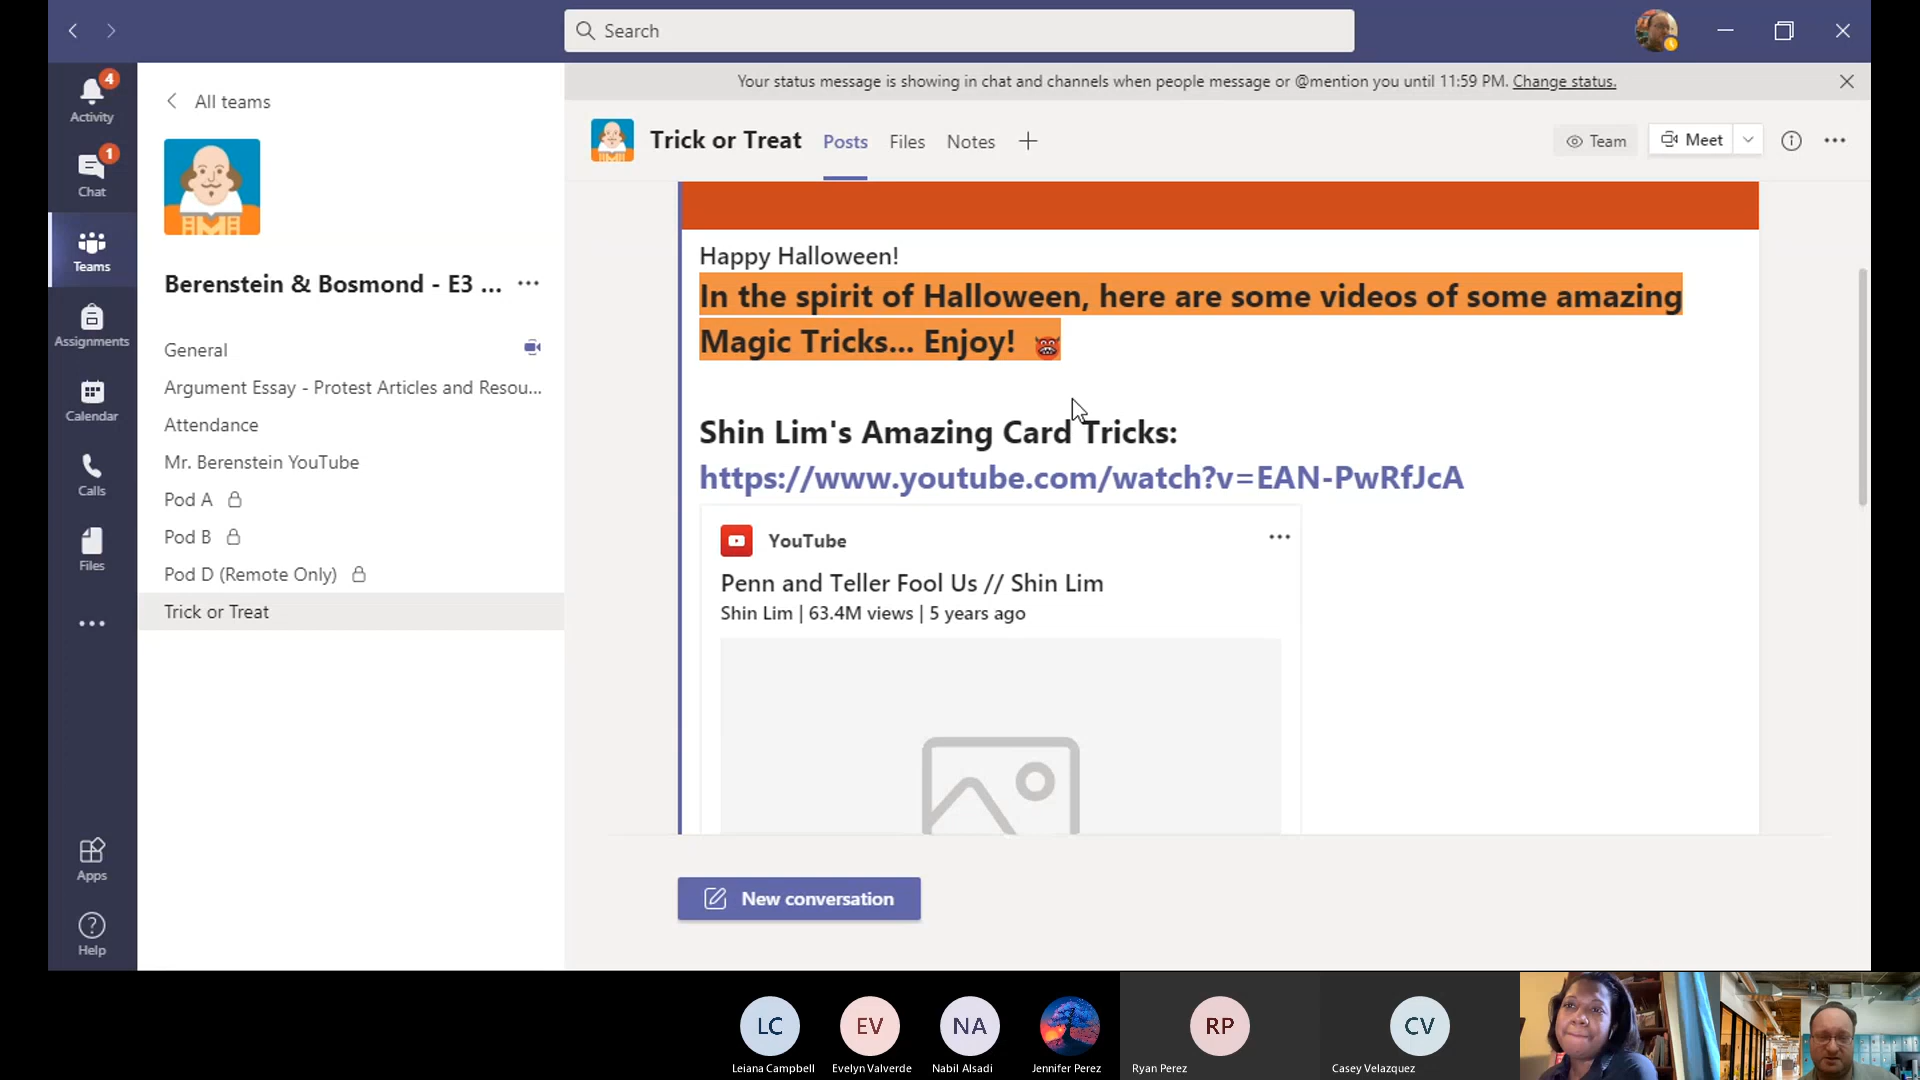 Search
4
Activity
1
Chat
Teams
Assignments
Calendar
Calls
Files
Apps
Help
All teams
Berenstein & Bosmond - E3 ...
General
Argument Essay - Protest Articles and Resou...
Attendance
Mr. Berenstein YouTube
Pod A
Pod B
Pod D (Remote Only)
Trick or Treat
Your status message is showing in chat and channels when people message or @mention you until 11:59 PM. Change status.
Trick or Treat Posts Files Notes
Team Meet
Happy Halloween!
In the spirit of Halloween, here are some videos of some amazing
Magic Tricks... Enjoy!
Shin Lim's Amazing Card Tricks:
https://www.youtube.com/watch?v=EAN-PwRfJcA
YouTube
Penn and Teller Fool Us // Shin Lim
Shin Lim | 63.4M views | 5 years ago
New conversation
LC EV NA RP CV
Leiana Campbell Evelyn Valverde Nabil Alsadi Jennifer Perez Ryan Perez Casey Velazquez